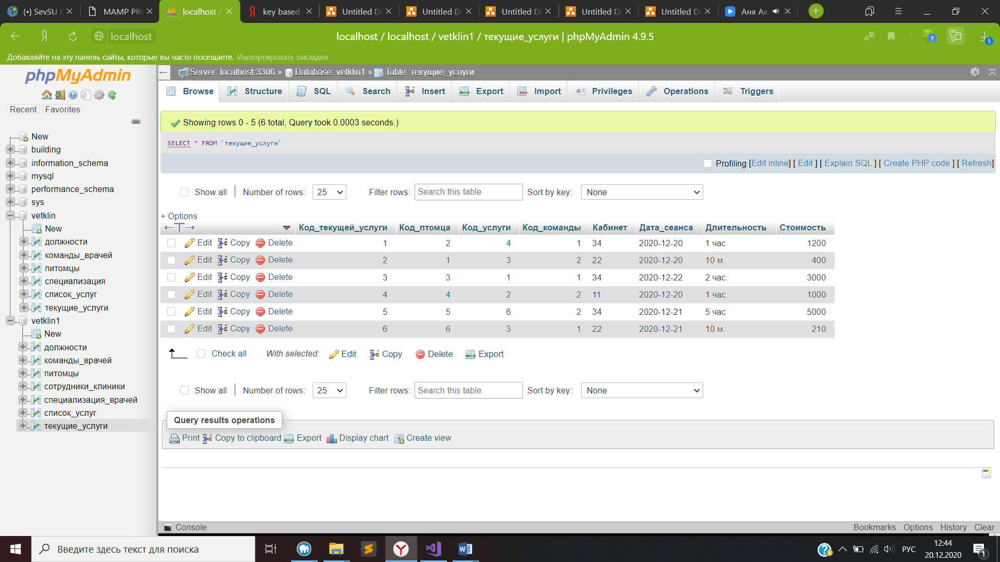 (•) SevSU IS
MAMP PRO
localhost /
key based
Untitled Di
Untitled Di
Untitled Di
Untitled Di
Untitled Di
Аня Ак
Я localhost
localhost / localhost / vetklin1 / текущие_услуги | phpMyAdmin 4.9.5
5
Добавляйте на эту панель сайты, которые вы часто посещаете. Импортировать закладки
phpMyAdmin
Recent Favorites
New
building
information_schema
mysql
performance_schema
sys
vetklin
New
должности
команды_врачей
питомцы
специализация
список_услуг
текущие_услуги
vetklin1
New
должности
команды_врачей
питомцы
сотрудники_клиники
специализация_врачей
список_услуг
текущие_услуги
Server: localhost:3306 » Database: vetklin1 » Table: текущие_услуги
Browse Structure SQL Search Insert Export Import Privileges Operations Triggers
Showing rows 0 - 5 (6 total, Query took 0.0003 seconds.)
SELECT * FROM `текущие_услуги`
Profiling [Edit inline] [ Edit ] [ Explain SQL ] [ Create PHP code ] [ Refresh]
Show all | Number of rows: 25 Filter rows: Search this table Sort by key: None
+ Options
←T→ Код_текущей_услуги Код_птомца Код_услуги Код_команды Кабинет Дата_сеанса Длительность Стоимость
Edit Copy Delete 1 2 4 1 34 2020-12-20 1 час 1200
Edit Copy Delete 2 1 3 2 22 2020-12-20 10 м. 400
Edit Copy Delete 3 3 1 1 34 2020-12-22 2 час 3000
Edit Copy Delete 4 4 2 2 11 2020-12-20 1 час 1000
Edit Copy Delete 5 5 6 2 34 2020-12-21 5 час 5000
Edit Copy Delete 6 6 3 1 22 2020-12-21 10 м. 210
Check all With selected: Edit Copy Delete Export
Show all | Number of rows: 25 Filter rows: Search this table Sort by key: None
Query results operations
Print Copy to clipboard Export Display chart Create view
Console Bookmarks Options History Clear
Введите здесь текст для поиска
РУС
12:44
20.12.2020
1